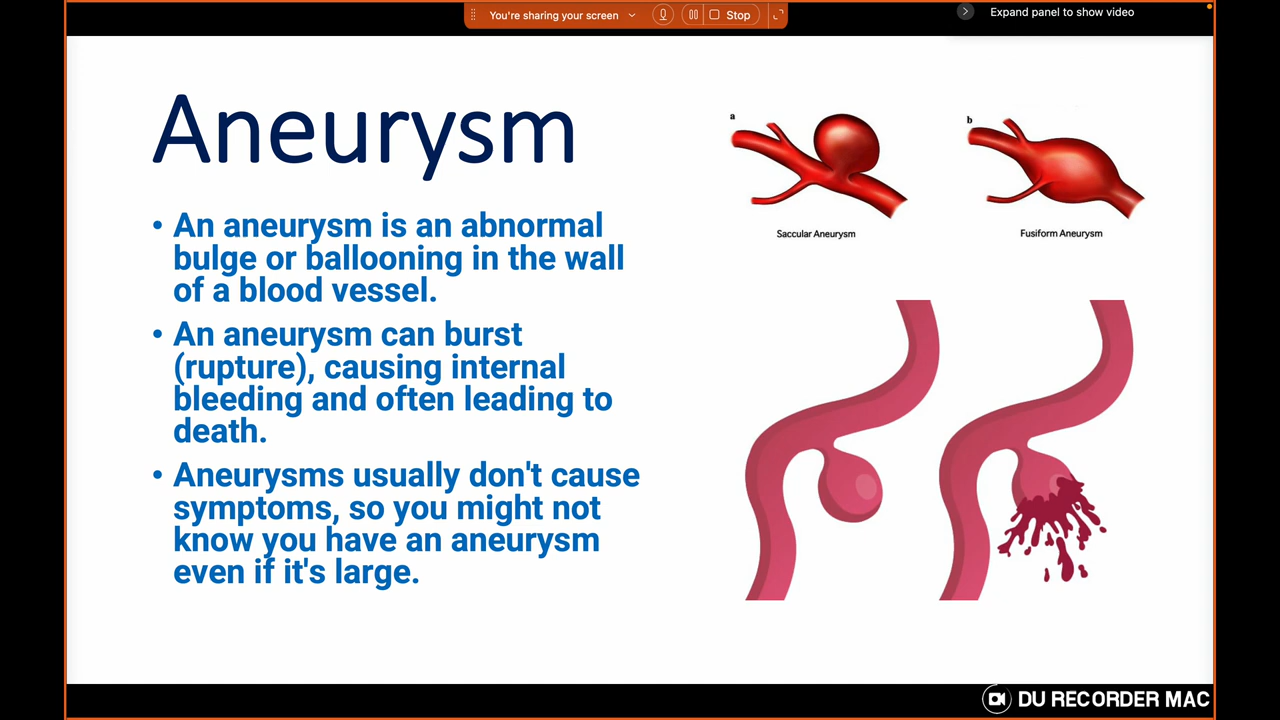 You're sharing your screen
Stop
Expand panel to show video
Aneurysm
• An aneurysm is an abnormal
bulge or ballooning in the wall
of a blood vessel.
• An aneurysm can burst
(rupture), causing internal
bleeding and often leading to
death.
• Aneurysms usually don't cause
symptoms, so you might not
know you have an aneurysm
even if it's large.
a
Saccular Aneurysm
b
Fusiform Aneurysm
DU RECORDER MAC